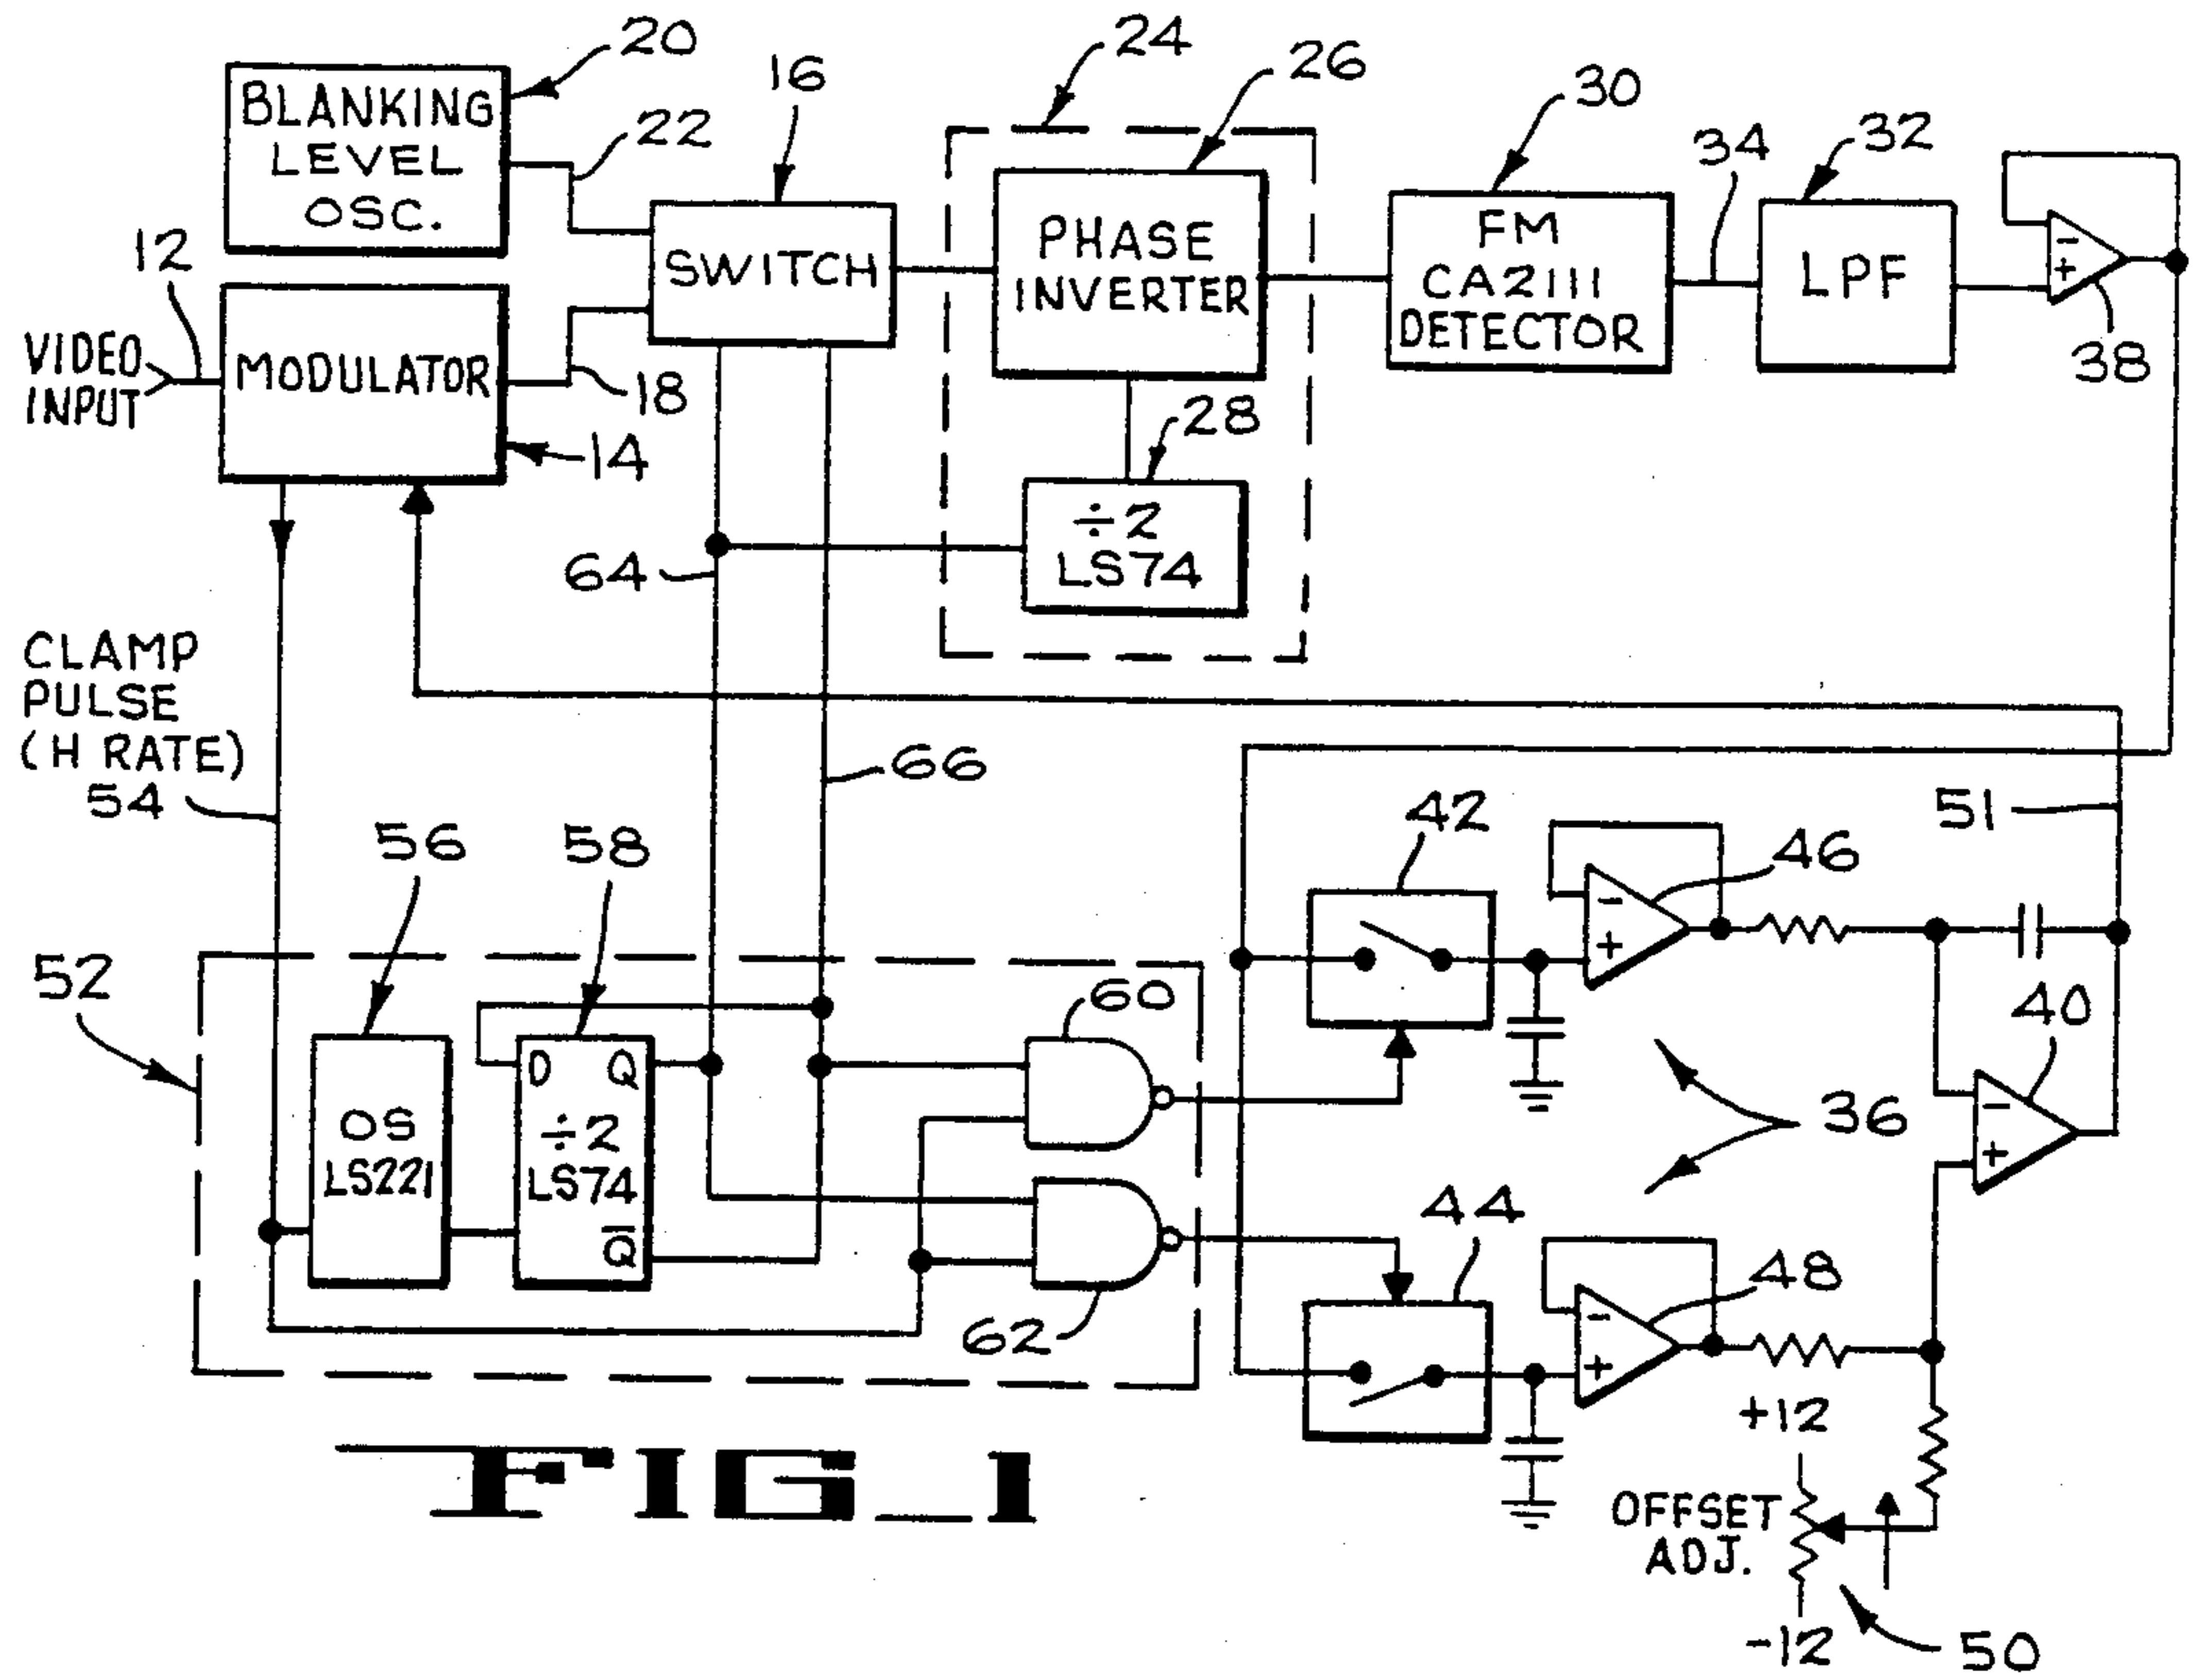 20
BLANKING
LEVEL
OSC.
22
16
24
26
30
34
32
12
VIDEO
INPUT
MODULATOR
18
14
SWITCH
PHASE
INVERTER
FM
CA2111
DETECTOR
LPF
-
+
38
28
÷2
LS74
64
CLAMP
PULSE
(H RATE)
54
66
51
56
58
42
46
-
+
52
60
40
D Q
OS
LS221
÷2
LS74
Q̅
-
+
36
44
62
48
-
+
+12
OFFSET
ADJ.
-12
50
FIG_1